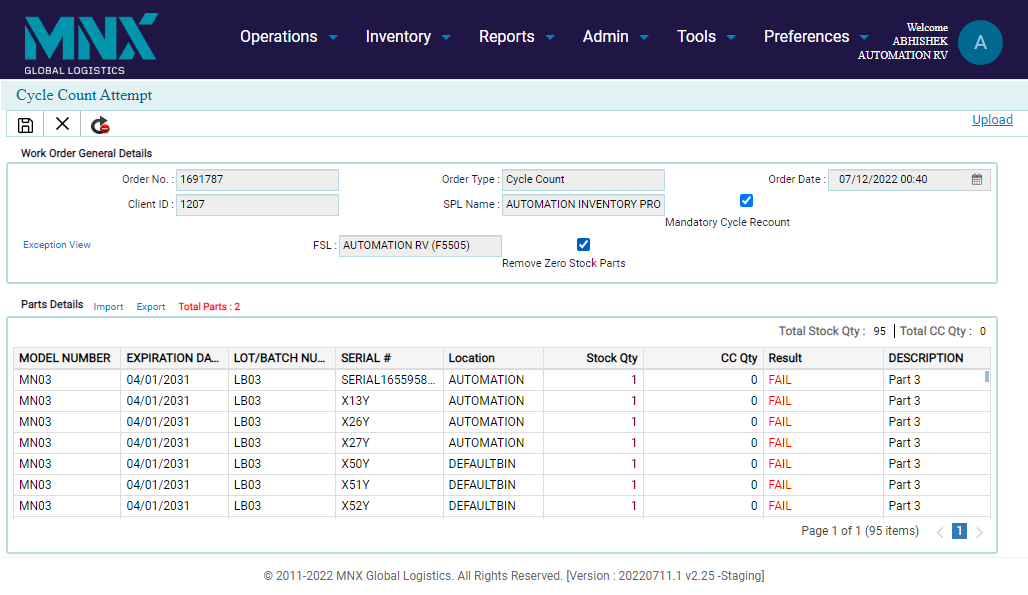 MNX
GLOBAL LOGISTICS
Operations Inventory Reports Admin Tools Preferences
Welcome
ABHISHEK
AUTOMATION RV
A
Cycle Count Attempt
Upload
Work Order General Details
Order No. : 1691787 Order Type : Cycle Count Order Date : 07/12/2022 00:40
Client ID : 1207 SPL Name : AUTOMATION INVENTORY PRO
Mandatory Cycle Recount
Exception View FSL : AUTOMATION RV (F5505)
Remove Zero Stock Parts
Parts Details Import Export Total Parts : 2
Total Stock Qty : 95 Total CC Qty : 0
MODEL NUMBER EXPIRATION DA... LOT/BATCH NU... SERIAL # Location Stock Qty CC Qty Result DESCRIPTION
MN03 04/01/2031 LB03 SERIAL1655958... AUTOMATION 1 0 FAIL Part 3
MN03 04/01/2031 LB03 X13Y AUTOMATION 1 0 FAIL Part 3
MN03 04/01/2031 LB03 X26Y AUTOMATION 1 0 FAIL Part 3
MN03 04/01/2031 LB03 X27Y AUTOMATION 1 0 FAIL Part 3
MN03 04/01/2031 LB03 X50Y DEFAULTBIN 1 0 FAIL Part 3
MN03 04/01/2031 LB03 X51Y DEFAULTBIN 1 0 FAIL Part 3
MN03 04/01/2031 LB03 X52Y DEFAULTBIN 1 0 FAIL Part 3
Page 1 of 1 (95 items) 1
© 2011-2022 MNX Global Logistics. All Rights Reserved. [Version : 20220711.1 v2.25 -Staging]